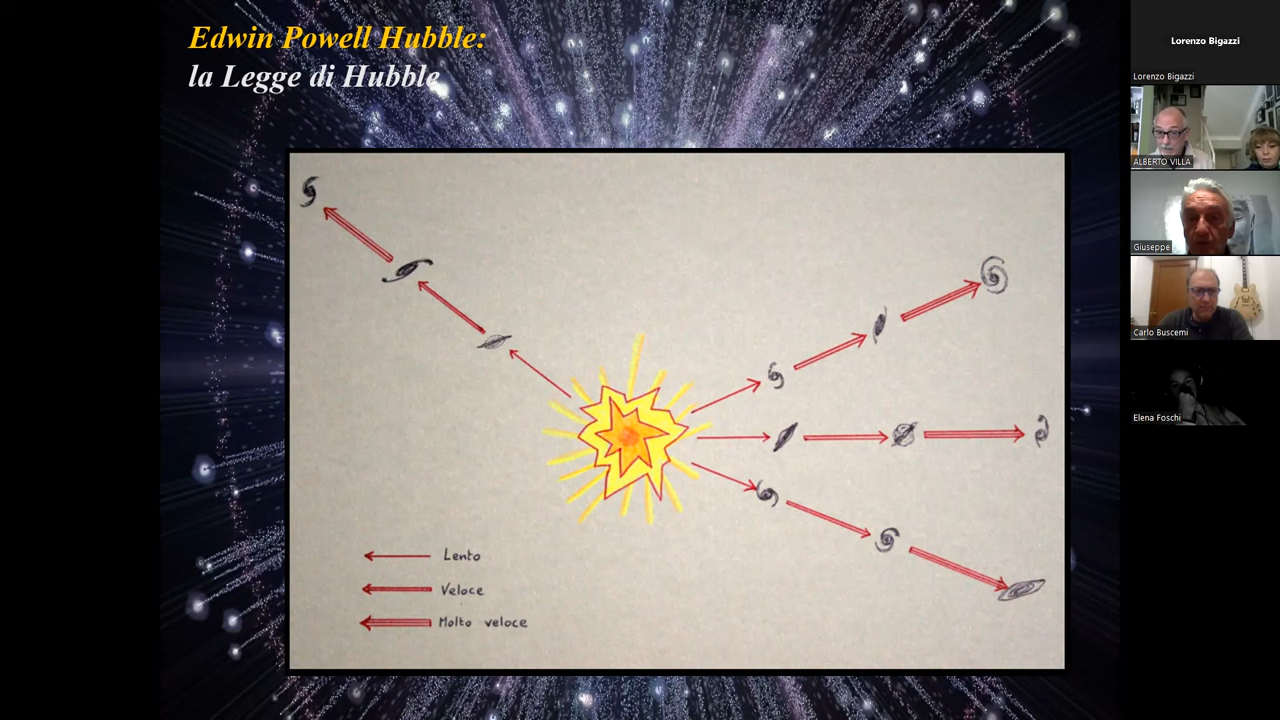 Edwin Powell Hubble:
la Legge di Hubble
Lento
Veloce
Molto veloce
Lorenzo Bigazzi
Lorenzo Bigazzi
ALBERTO VILLA
Giuseppe
Carlo Buscemi
Elena Foschi